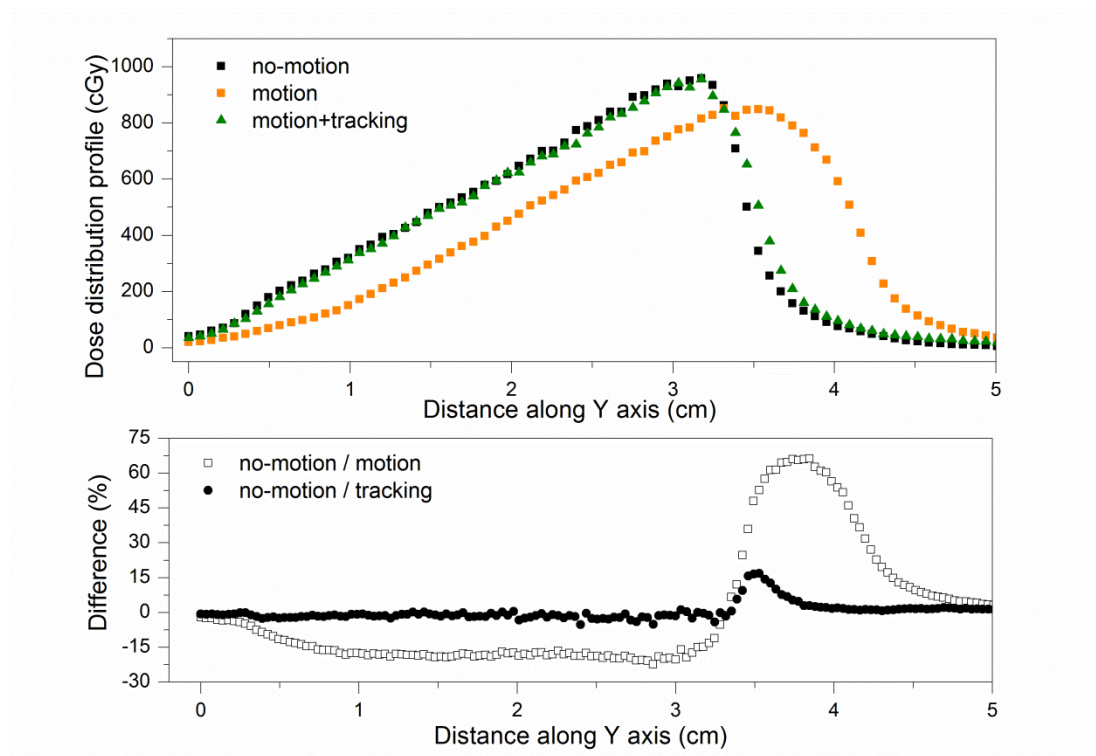 Dose distribution profile (cGy)
1000
800
600
400
200
0
no-motion
motion
motion+tracking
0 1 2 3 4 5
Distance along Y axis (cm)
Difference (%)
75
60
45
30
15
0
-15
-30
no-motion / motion
no-motion / tracking
0 1 2 3 4 5
Distance along Y axis (cm)